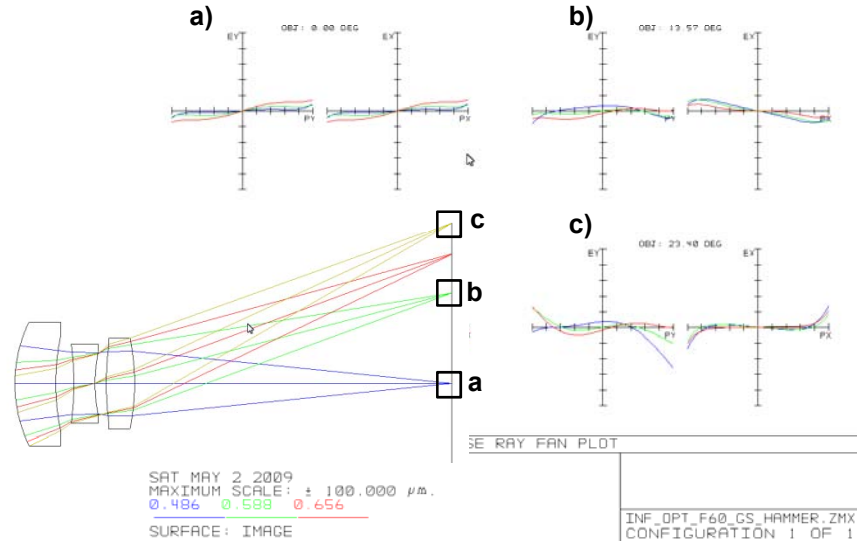 a)
b)
OBJ: 0.00 DEG
OBJ: 13.57 DEG
EY
EX
EY
EX
PY
PX
PY
PX
c
c)
OBJ: 23.40 DEG
EY
EX
b
PY
PX
a
SE RAY FAN PLOT
SAT MAY 2 2009
MAXIMUM SCALE: ± 100.000 µm.
0.486 0.588 0.656
SURFACE: IMAGE
INF_OPT_F60_GS_HAMMER.ZMX
CONFIGURATION 1 OF 1